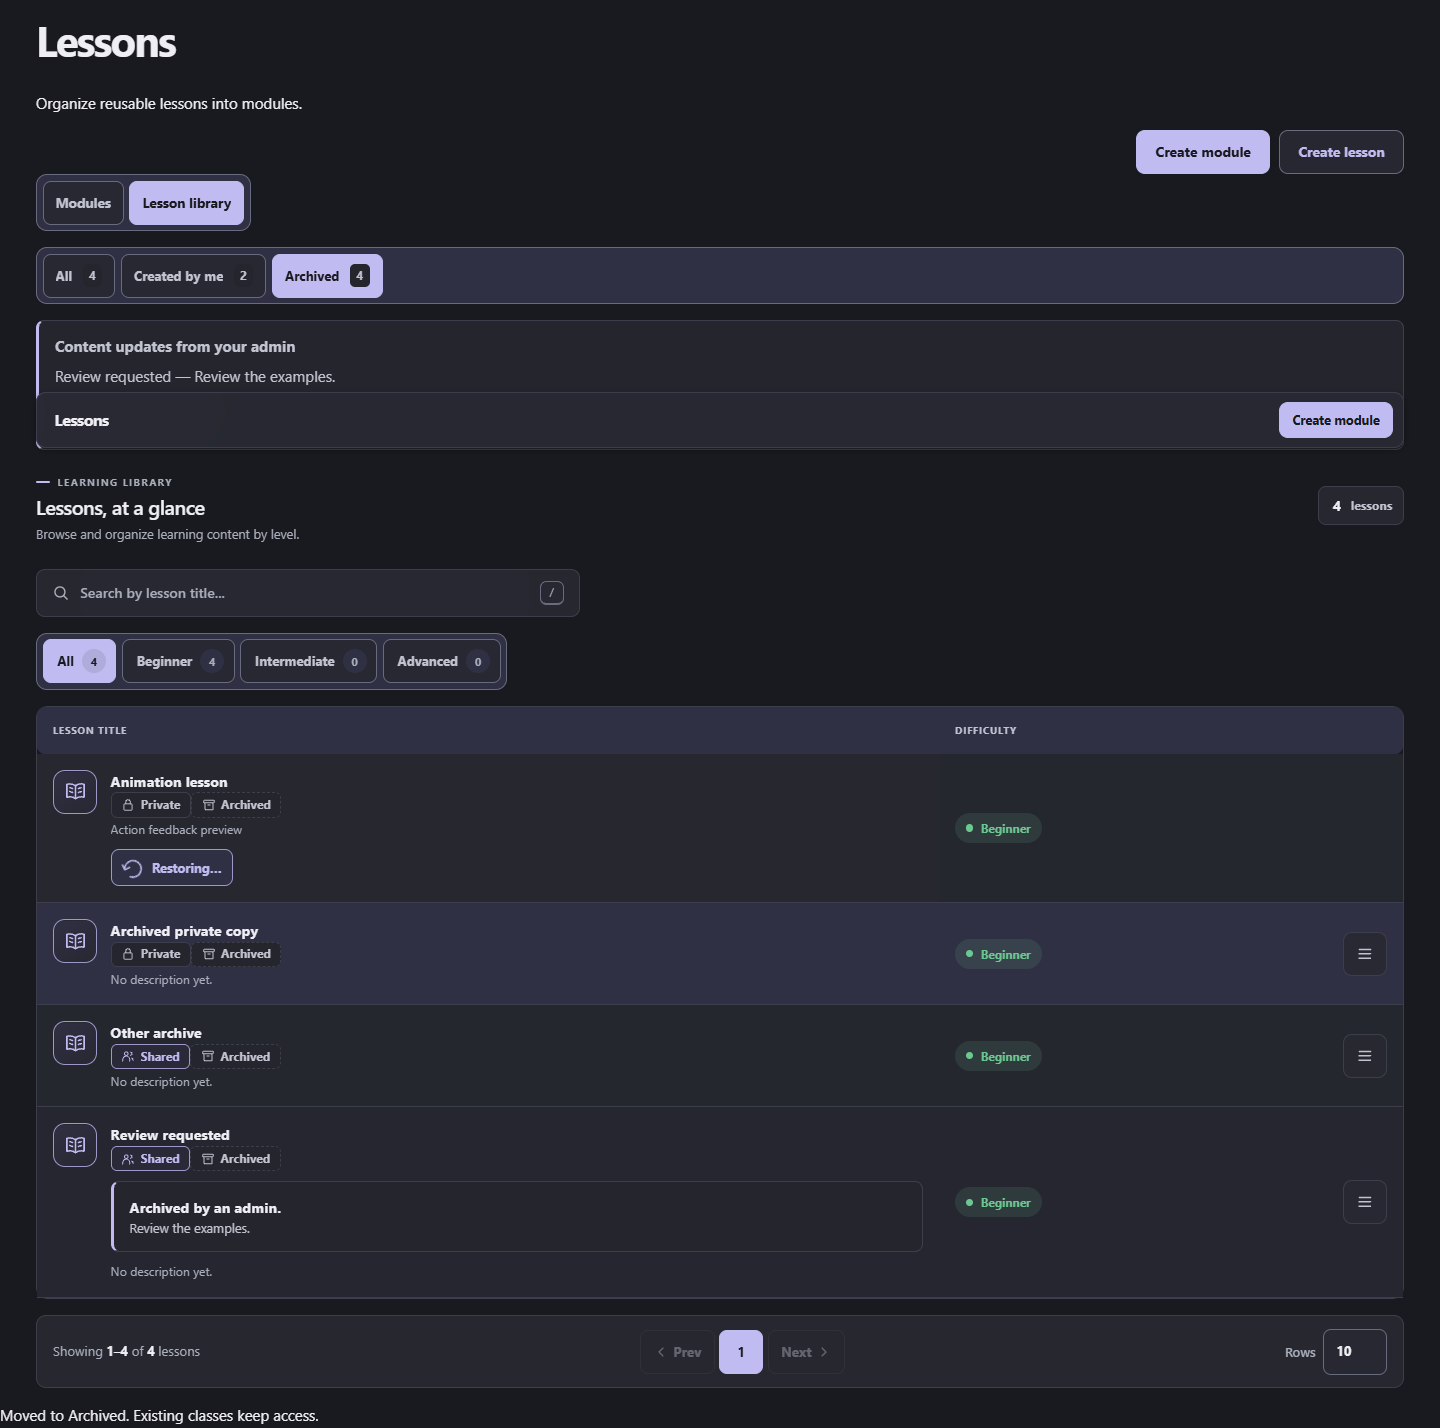 Lessons
Organize reusable lessons into modules.
Create module Create lesson
Modules Lesson library
All 4 Created by me 2 Archived 4
Content updates from your admin
Review requested — Review the examples.
Lessons Create module
LEARNING LIBRARY
Lessons, at a glance
4 lessons
Browse and organize learning content by level.
Search by lesson title... /
All 4 Beginner 4 Intermediate 0 Advanced 0
LESSON TITLE DIFFICULTY
Animation lesson
Private Archived
Action feedback preview
Beginner
Restoring...
Archived private copy
Private Archived
Beginner
No description yet.
Other archive
Shared Archived
Beginner
No description yet.
Review requested
Shared Archived
Archived by an admin.
Review the examples.
Beginner
No description yet.
Showing 1–4 of 4 lessons Prev 1 Next Rows 10
Moved to Archived. Existing classes keep access.